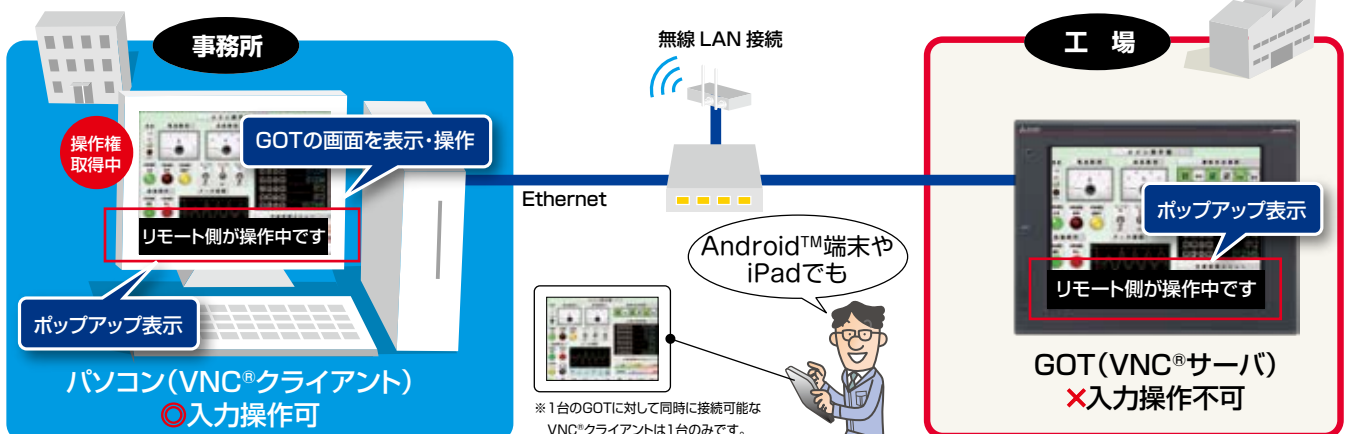 事務所
操作権
取得中
GOTの画面を表示・操作
リモート側が操作中です
ポップアップ表示
パソコン(VNC®クライアント)
◎入力操作可
無線 LAN 接続
Ethernet
Android™端末や
iPadでも
※1台のGOTに対して同時に接続可能な
VNC®クライアントは1台のみです。
工 場
ポップアップ表示
リモート側が操作中です
GOT(VNC®サーバ)
×入力操作不可